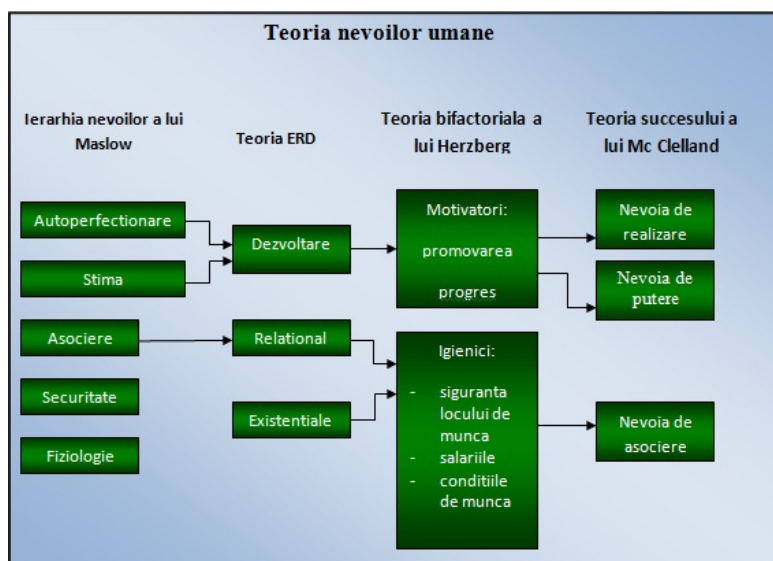 Teoria nevoilor umane
Ierarhia nevoilor a lui
Maslow
Teoria ERD
Teoria bifactoriala a
lui Herzberg
Teoria succesului a
lui Mc Clelland
Autoperfectionare
Stima
Asociere
Securitate
Fiziologie
Dezvoltare
Relational
Existentiale
Motivatori:
promovarea
progres
Igienici:
- siguranta
locului de
munca
- salariile
- conditiile
de munca
Nevoia de
realizare
Nevoia de
putere
Nevoia de
asociere